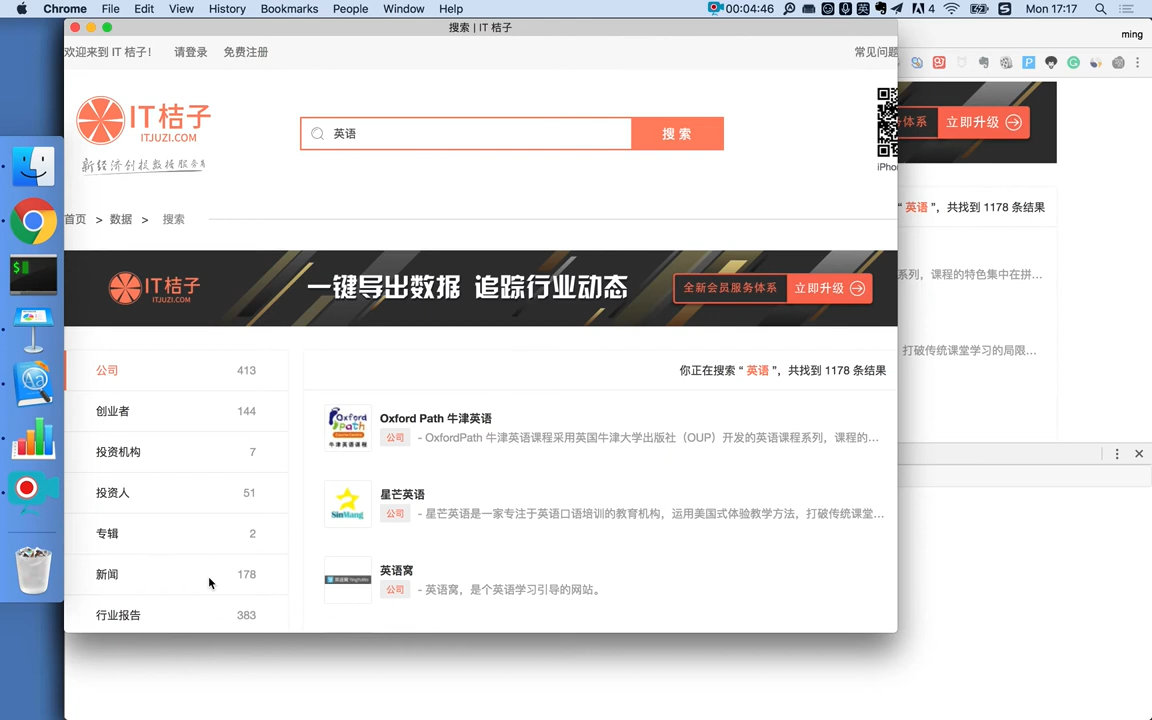 Chrome File Edit View History Bookmarks People Window Help 00:04:46 英 4 Mon 17:17
搜索 | IT 桔子
ming
欢迎来到 IT 桔子！ 请登录 免费注册 常见问题
IT桔子
ITJUZI.COM
新经济创投数据服务商
英语
搜 索
iPho
务体系 立即升级
首页 > 数据 > 搜索
“ 英语 ”，共找到 1178 条结果
IT桔子
ITJUZI.COM
一键导出数据 追踪行业动态
全新会员服务体系 立即升级
系列，课程的特色集中在拼…
打破传统课堂学习的局限…
公司 413
创业者 144
投资机构 7
投资人 51
专辑 2
新闻 178
行业报告 383
你正在搜索 “ 英语 ”，共找到 1178 条结果
Oxford Path
牛津英语课程
Oxford Path 牛津英语
公司 - OxfordPath 牛津英语课程采用英国牛津大学出版社（OUP）开发的英语课程系列，课程的…
SinMang
星芒英语
公司 - 星芒英语是一家专注于英语口语培训的教育机构，运用美国式体验教学方法，打破传统课堂…
英语窝
公司 - 英语窝，是个英语学习引导的网站。